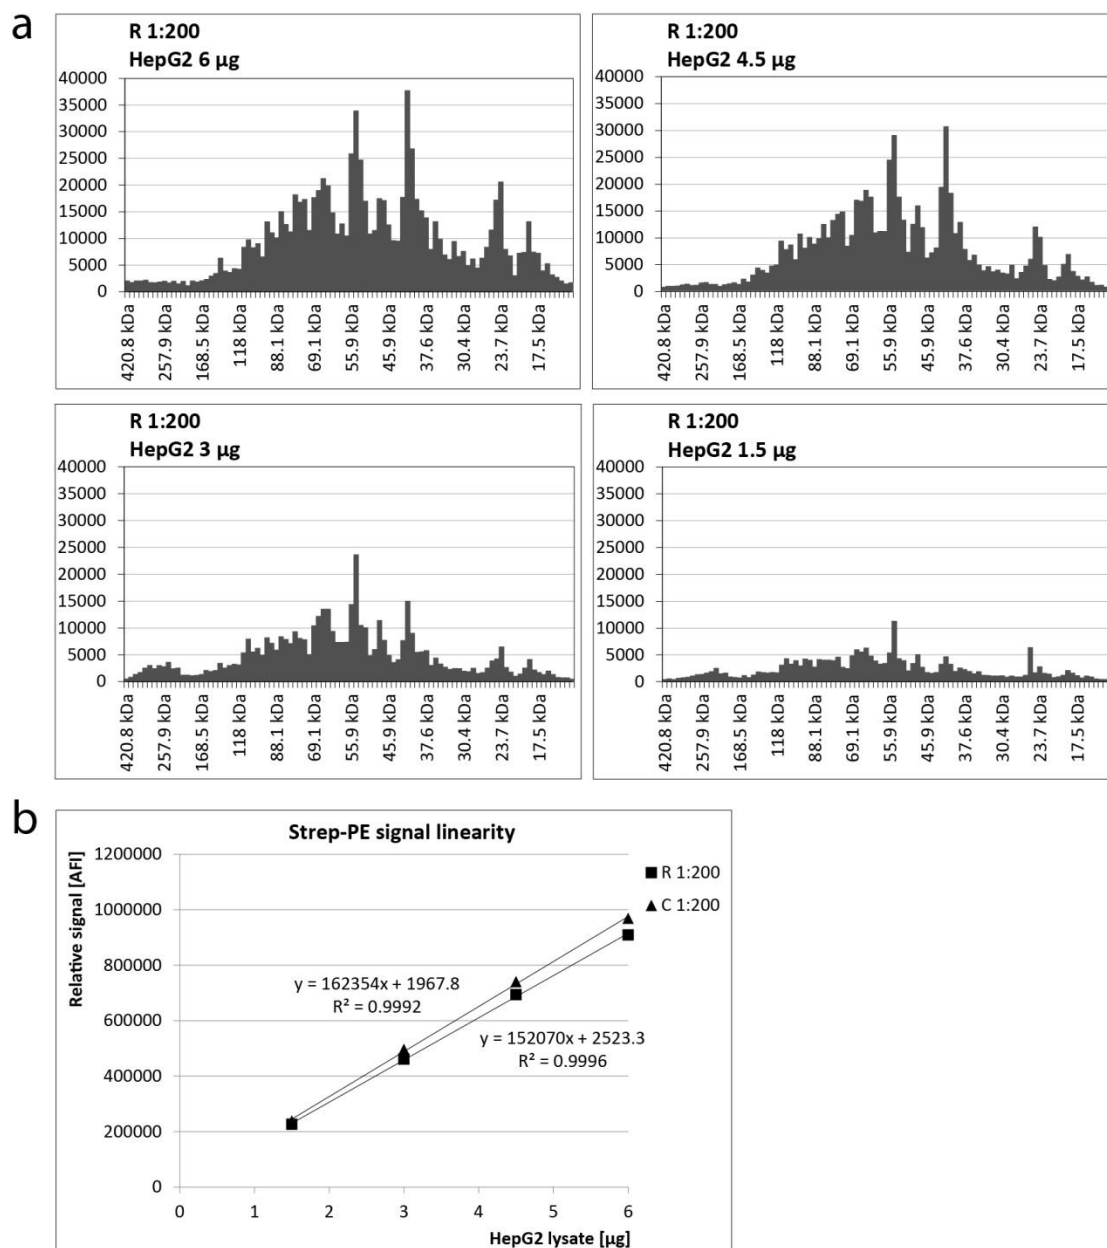 a
R 1:200
HepG2 6 µg
40000
35000
30000
25000
20000
15000
10000
5000
0
420.8 kDa
257.9 kDa
168.5 kDa
118 kDa
88.1 kDa
69.1 kDa
55.9 kDa
45.9 kDa
37.6 kDa
30.4 kDa
23.7 kDa
17.5 kDa
R 1:200
HepG2 4.5 µg
40000
35000
30000
25000
20000
15000
10000
5000
0
420.8 kDa
257.9 kDa
168.5 kDa
118 kDa
88.1 kDa
69.1 kDa
55.9 kDa
45.9 kDa
37.6 kDa
30.4 kDa
23.7 kDa
17.5 kDa
R 1:200
HepG2 3 µg
40000
35000
30000
25000
20000
15000
10000
5000
0
420.8 kDa
257.9 kDa
168.5 kDa
118 kDa
88.1 kDa
69.1 kDa
55.9 kDa
45.9 kDa
37.6 kDa
30.4 kDa
23.7 kDa
17.5 kDa
R 1:200
HepG2 1.5 µg
40000
35000
30000
25000
20000
15000
10000
5000
0
420.8 kDa
257.9 kDa
168.5 kDa
118 kDa
88.1 kDa
69.1 kDa
55.9 kDa
45.9 kDa
37.6 kDa
30.4 kDa
23.7 kDa
17.5 kDa
b
Strep-PE signal linearity
Relative signal [AFI]
1200000
1000000
800000
600000
400000
200000
0
R 1:200
C 1:200
y = 162354x + 1967.8
R² = 0.9992
y = 152070x + 2523.3
R² = 0.9996
0 1 2 3 4 5 6
HepG2 lysate [µg]